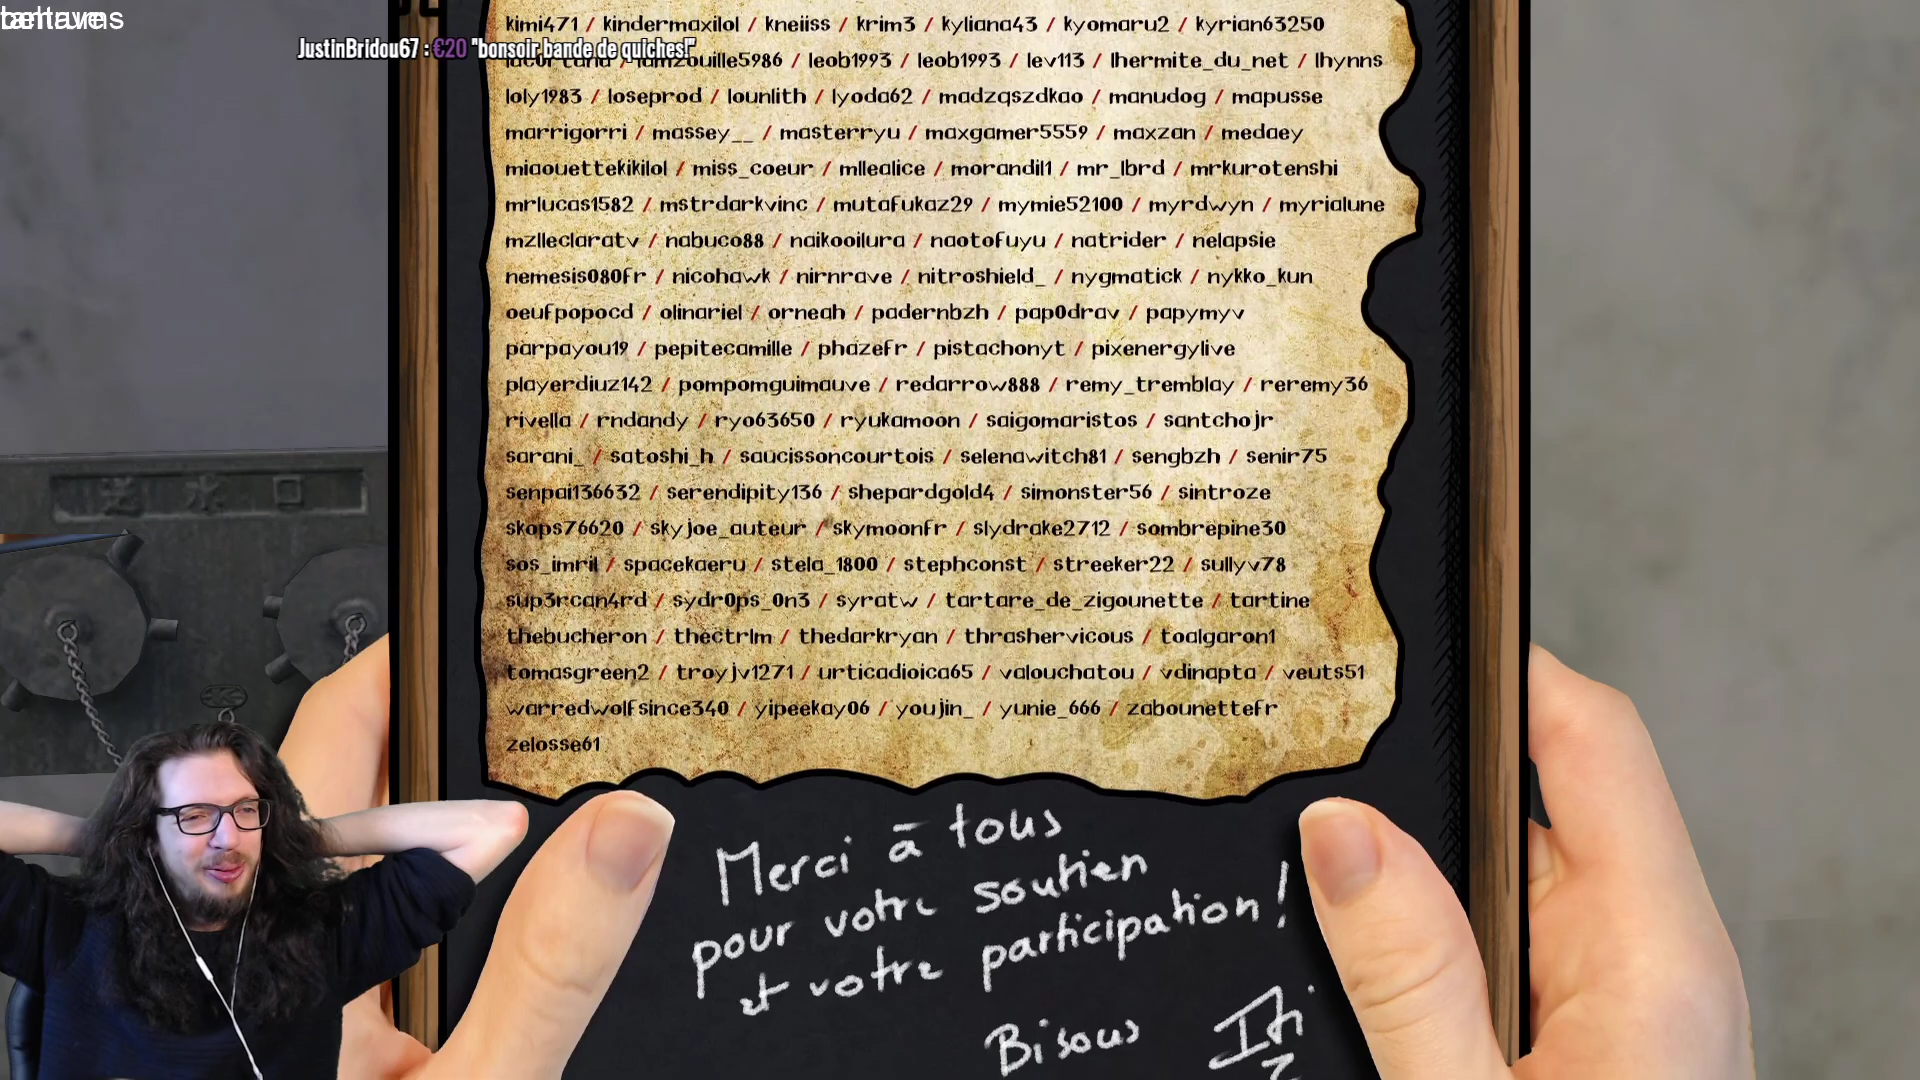 JustinBridou67 : €20 "bonsoir bande de quiches!"
kimi471 / kindermaxilol / kneiiss / krim3 / kyliana43 / kyomaru2 / kyrian63250
/ leob1993 / leob1993 / lev113 / lhermite_du_net / lhynns
loly1983 / loseprod / lounlith / lyoda62 / madzqszdkao / manudog / mapusse
marrigorri / massey__ / masterryu / maxgamer5559 / maxzan / medaey
miaouettekikilol / miss_coeur / mllealice / morandil1 / mr_lbrd / mrkurotenshi
mrlucas1582 / mstrdarkvinc / mutafukaz29 / mymie52100 / myrdwyn / myrialune
mzlleclaratv / nabuco88 / naikooilura / naotofuyu / natrider / nelapsie
nemesis080fr / nicohawk / nirnrave / nitroshield_ / nygmatick / nykko_kun
oeufpopocd / olinariel / orneah / padernbzh / pap0drav / papymyv
parpayou19 / pepitecamille / phazefr / pistachonyt / pixenergylive
playerdiuz142 / pompomguimauve / redarrow888 / remy_tremblay / reremy36
rivella / rndandy / ryo63650 / ryukamoon / saigomaristos / santchojr
sarani_ / satoshi_h / saucissoncourtois / selenawitch81 / sengbzh / senir75
senpai136632 / serendipity136 / shepardgold4 / simonster56 / sintroze
skops76620 / skyjoe_auteur / skymoonfr / slydrake2712 / sombrepine30
sos_imril / spacekaeru / stela_1800 / stephconst / streeker22 / sullyv78
sup3rcan4rd / sydr0ps_0n3 / syratw / tartare_de_zigounette / tartine
thebucheron / thectrlm / thedarkryan / thrashervicous / toalgaron1
tomasgreen2 / troyjv1271 / urticadioica65 / valouchatou / vdinapta / veuts51
warredwolfsince340 / yipeekay06 / youjin_ / yunie_666 / zabounettefr
zelosse61
Merci à tous
pour votre soutien
et votre participation !
Bisous